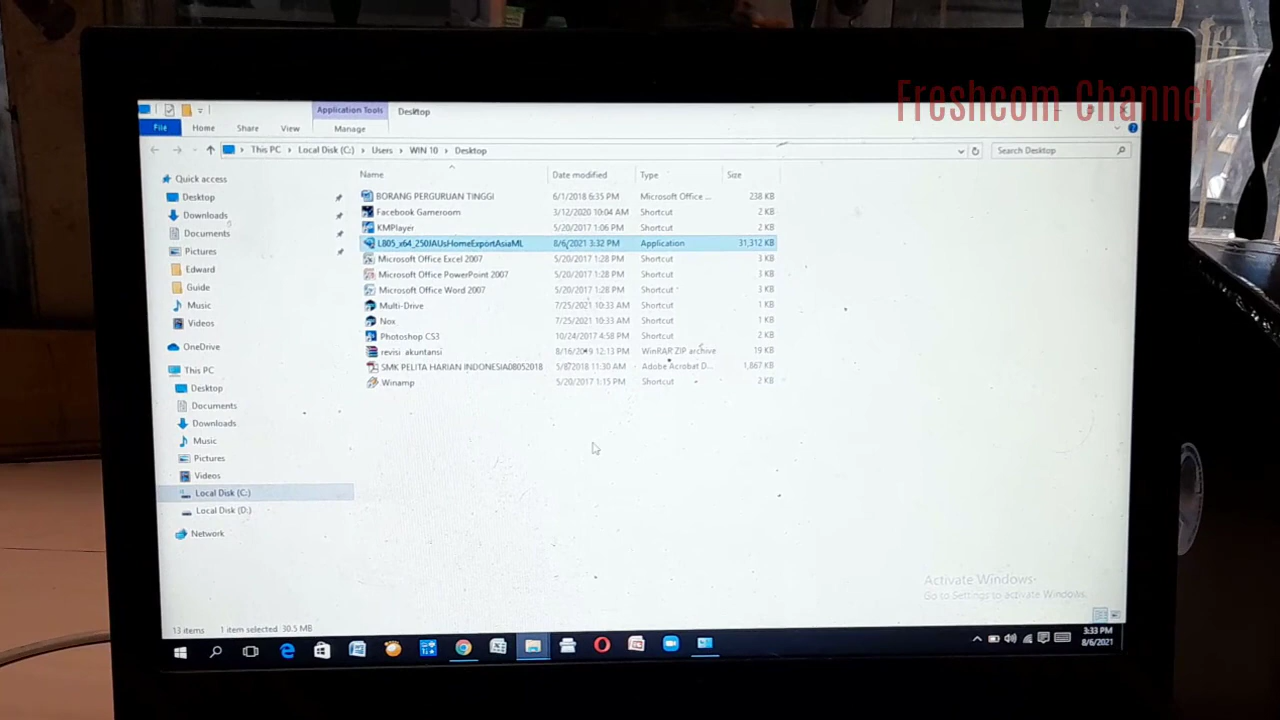 Freshcom Channel
Application Tools
Desktop
File
Home
Share
View
Manage
This PC
Local Disk (C:)
Users
WIN 10
Desktop
Search Desktop
Name
Date modified
Type
Size
Quick access
Desktop
Downloads
Documents
Pictures
Edward
Guide
Music
Videos
OneDrive
This PC
Desktop
Documents
Downloads
Music
Pictures
Videos
Local Disk (C:)
Local Disk (D:)
Network
BORANG PERGURUAN TINGGI 6/1/2018 6:35 PM Microsoft Office ... 238 KB
Facebook Gameroom 3/12/2020 10:04 AM Shortcut 2 KB
KMPlayer 5/20/2017 1:06 PM Shortcut 2 KB
L805_x64_250JAUsHomeExportAsiaML 8/6/2021 3:32 PM Application 31,312 KB
Microsoft Office Excel 2007 5/20/2017 1:28 PM Shortcut 3 KB
Microsoft Office PowerPoint 2007 5/20/2017 1:28 PM Shortcut 3 KB
Microsoft Office Word 2007 5/20/2017 1:28 PM Shortcut 3 KB
Multi-Drive 7/25/2021 10:33 AM Shortcut 1 KB
Nox 7/25/2021 10:33 AM Shortcut 1 KB
Photoshop CS3 10/24/2017 4:58 PM Shortcut 2 KB
revisi akuntansi 8/16/2019 12:13 PM WinRAR ZIP archive 19 KB
SMK PELITA HARIAN INDONESIA08052018 5/8/2018 11:30 AM Adobe Acrobat D... 1,867 KB
Winamp 5/20/2017 1:15 PM Shortcut 2 KB
Activate Windows
Go to Settings to activate Windows.
13 items 1 item selected 30.5 MB
3:33 PM
8/6/2021